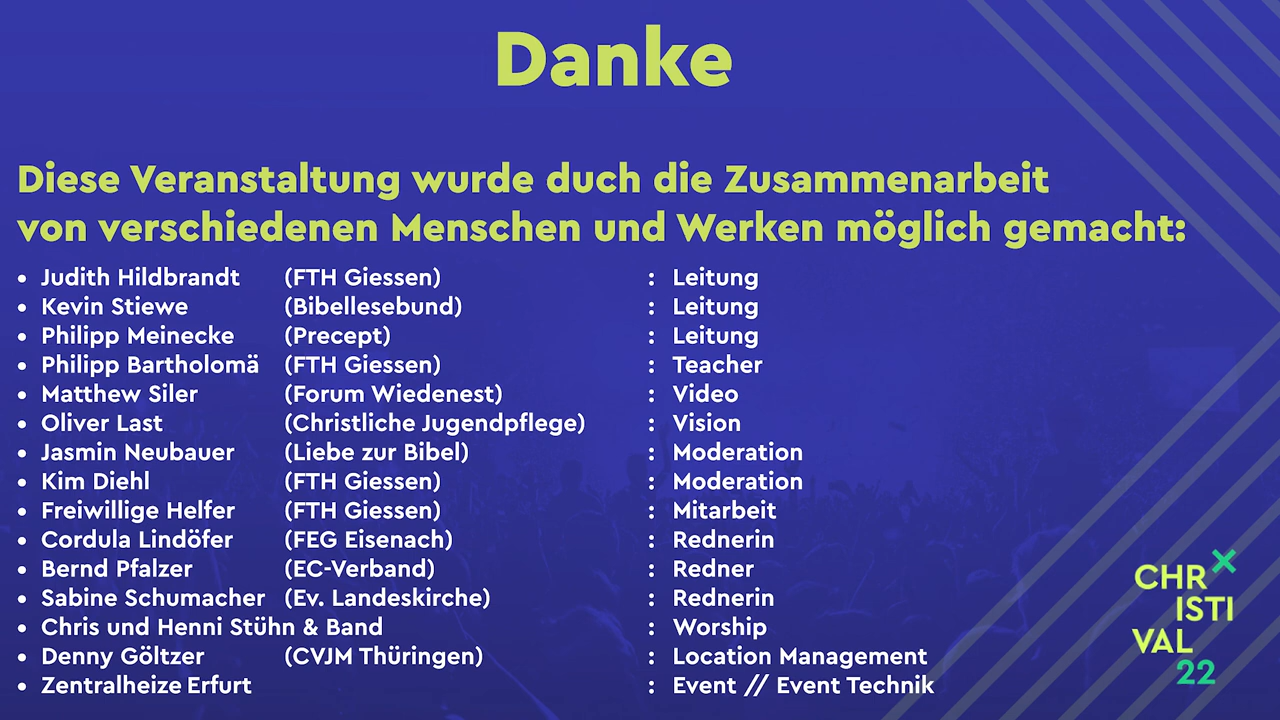 Danke
Diese Veranstaltung wurde duch die Zusammenarbeit
von verschiedenen Menschen und Werken möglich gemacht:
• Judith Hildbrandt (FTH Giessen) : Leitung
• Kevin Stiewe (Bibellesebund) : Leitung
• Philipp Meinecke (Precept) : Leitung
• Philipp Bartholomä (FTH Giessen) : Teacher
• Matthew Siler (Forum Wiedenest) : Video
• Oliver Last (Christliche Jugendpflege) : Vision
• Jasmin Neubauer (Liebe zur Bibel) : Moderation
• Kim Diehl (FTH Giessen) : Moderation
• Freiwillige Helfer (FTH Giessen) : Mitarbeit
• Cordula Lindöfer (FEG Eisenach) : Rednerin
• Bernd Pfalzer (EC-Verband) : Redner
• Sabine Schumacher (Ev. Landeskirche) : Rednerin
• Chris und Henni Stühn & Band : Worship
• Denny Göltzer (CVJM Thüringen) : Location Management
• Zentralheize Erfurt : Event // Event Technik
CHR
ISTI
VAL
22